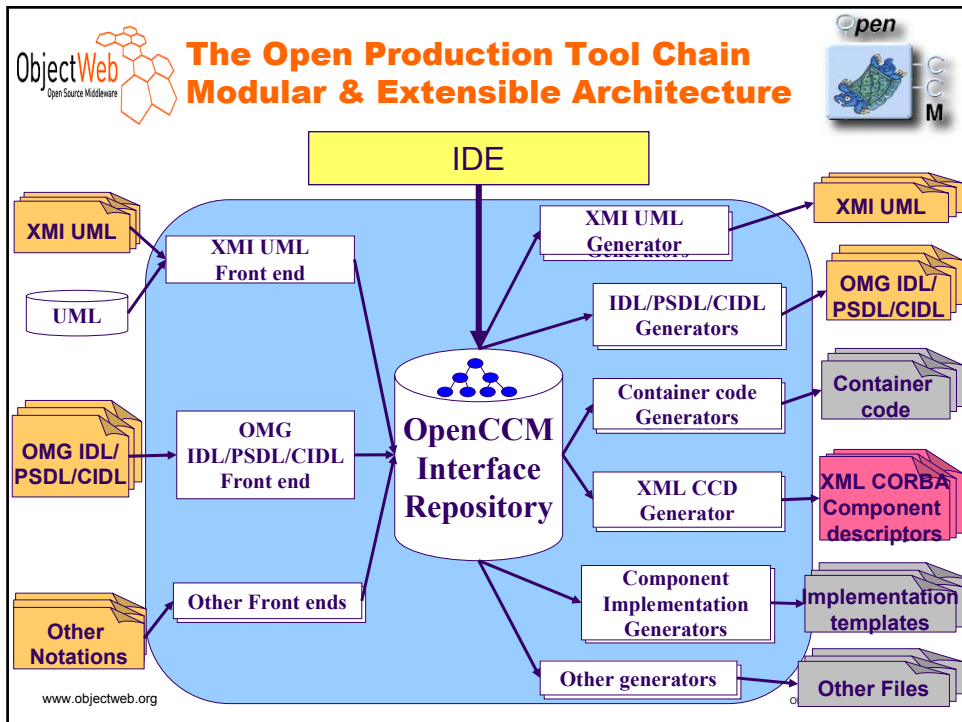 ObjectWeb
Open Source Middleware
The Open Production Tool Chain
Modular & Extensible Architecture
Open
C
C
M
IDE
XMI UML
UML
XMI UML
Front end
OMG IDL/
PSDL/CIDL
OMG
IDL/PSDL/CIDL
Front end
Other
Notations
Other Front ends
OpenCCM
Interface
Repository
XMI UML
Generator
Generators
XMI UML
IDL/PSDL/CIDL
Generators
OMG IDL/
PSDL/CIDL
Container code
Generators
Container
code
XML CCD
Generator
XML CORBA
Component
descriptors
Component
Implementation
Generators
Implementation
templates
Other generators
Other Files
www.objectweb.org